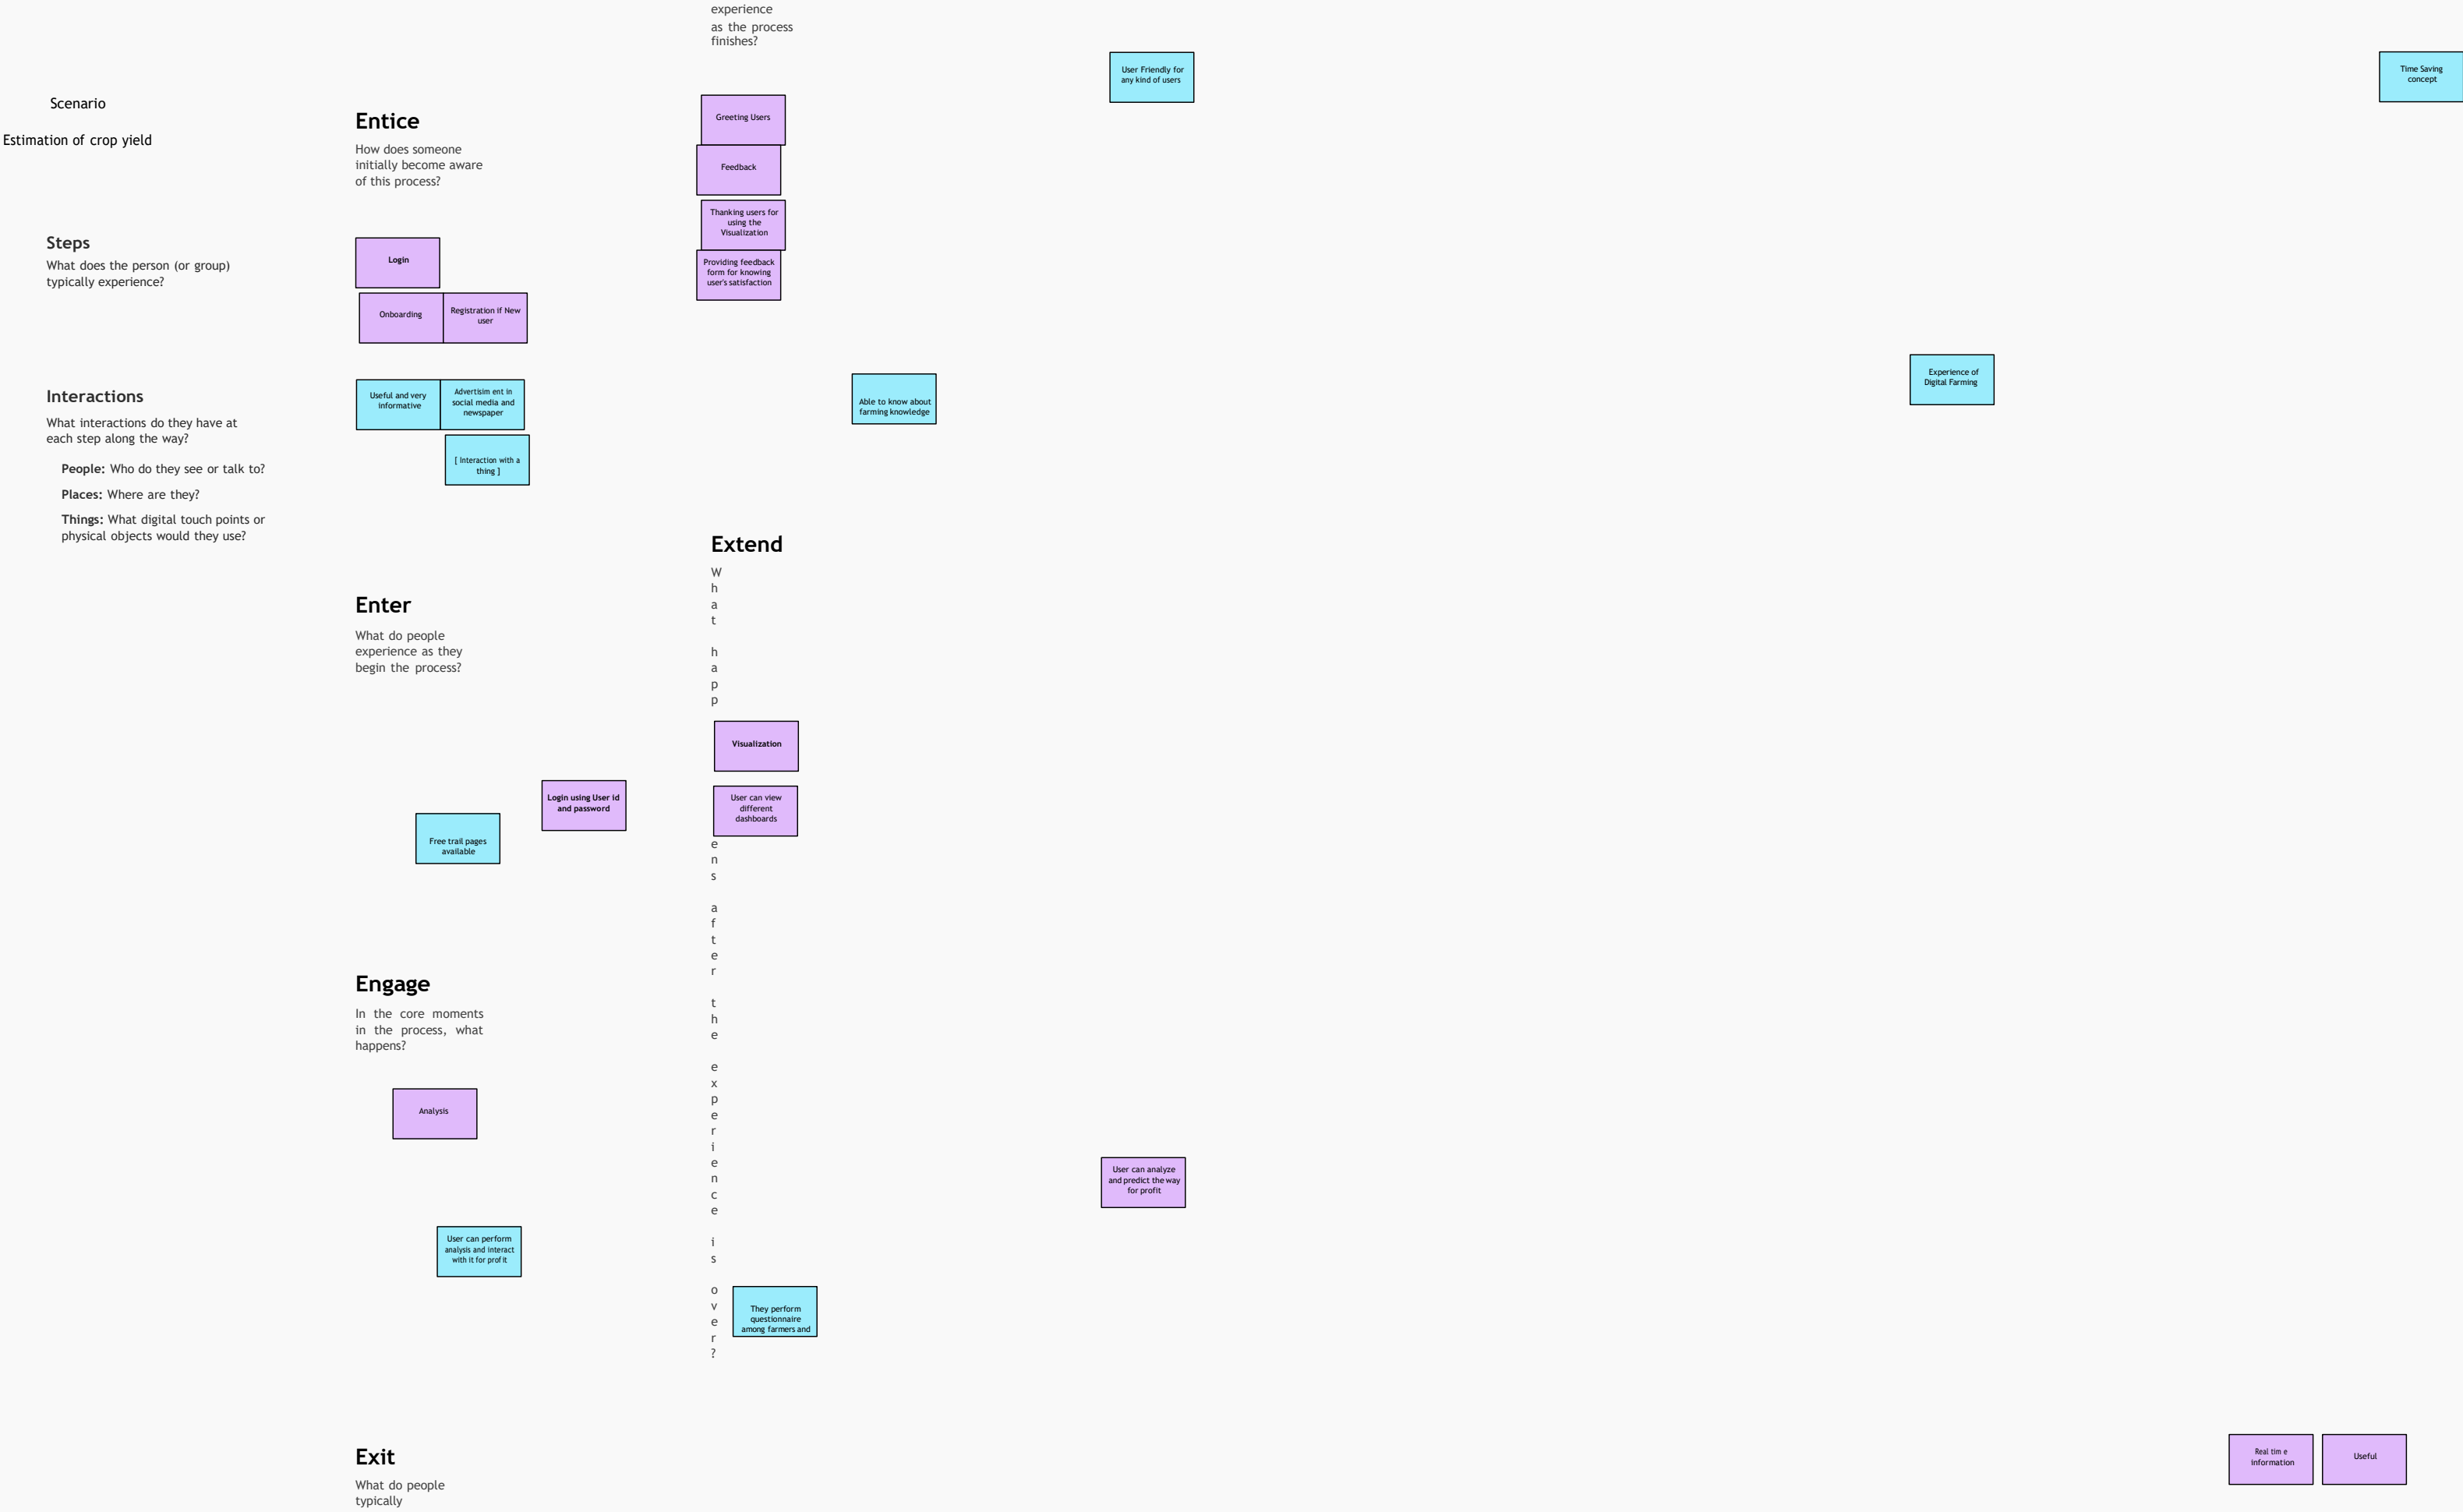 Scenario
Estimation of crop yield
Steps
What does the person (or group)
typically experience?
Interactions
What interactions do they have at
each step along the way?
People: Who do they see or talk to?
Places: Where are they?
Things: What digital touch points or
physical objects would they use?
Entice
How does someone
initially become aware
of this process?
Login
Onboarding
Registration if New
user
Useful and very
informative
Advertisim ent in
social media and
newspaper
[ Interaction with a
thing ]
Enter
What do people
experience as they
begin the process?
Login using User id
and password
Free trail pages
available
Engage
In the core moments
in the process, what
happens?
Analysis
User can perform
analysis and interact
with it for profit
Exit
What do people
typically
experience
as the process
finishes?
Greeting Users
Feedback
Thanking users for
using the
Visualization
Providing feedback
form for knowing
user's satisfaction
Able to know about
farming knowledge
User Friendly for
any kind of users
Time Saving
concept
Experience of
Digital Farming
Extend
W
h
a
t
h
a
p
p
Visualization
User can view
different
dashboards
e
n
s
a
f
t
e
r
t
h
e
e
x
p
e
r
i
e
n
c
e
i
s
o
v
e
r
?
They perform
questionnaire
among farmers and
User can analyze
and predict the way
for profit
Real tim e
information
Useful